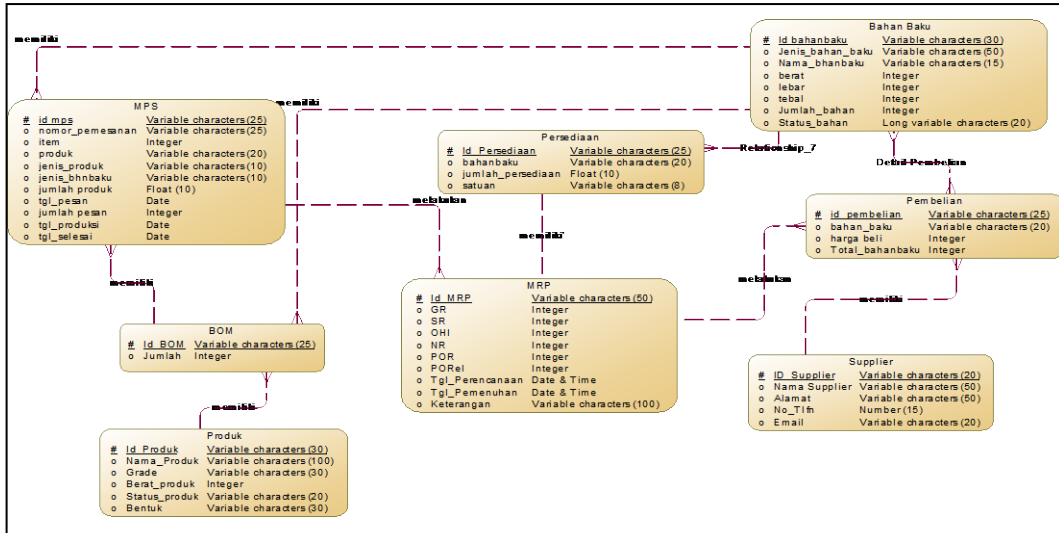 memiliki
Bahan Baku
# Id bahanbaku Variable characters (30)
o Jenis_bahan_baku Variable characters (50)
o Nama_bhanbaku Variable characters (15)
o berat Integer
o lebar Integer
o tebal Integer
o Jumlah_bahan Integer
o Status_bahan Long variable characters (20)
MPS
# id mps Variable characters (25)
o nomor_pemesanan Variable characters (25)
o item Integer
o produk Variable characters (20)
o jenis_produk Variable characters (10)
o jenis_bhnbaku Variable characters (10)
o jumlah produk Float (10)
o tgl_pesan Date
o jumlah pesan Integer
o tgl_produksi Date
o tgl_selesai Date
memiliki
Persediaan
# Id_Persediaan Variable characters (25)
o bahanbaku Variable characters (20)
o jumlah_persediaan Float (10)
o satuan Variable characters (8)
Relationship_7
Detail Pembelian
melakukan
Pembelian
# id_pembelian Variable characters (25)
o bahan_baku Variable characters (20)
o harga beli Integer
o Total_bahanbaku Integer
memiliki
melakukan
memiliki
memiliki
MRP
# Id_MRP Variable characters (50)
o GR Integer
o SR Integer
o OHI Integer
o NR Integer
o POR Integer
o PORel Integer
o Tgl_Perencanaan Date & Time
o Tgl_Pemenuhan Date & Time
o Keterangan Variable characters (100)
BOM
# Id_BOM Variable characters (25)
o Jumlah Integer
Supplier
# ID_Supplier Variable characters (20)
o Nama Supplier Variable characters (50)
o Alamat Variable characters (50)
o No_Tlfn Number (15)
o Email Variable characters (20)
memiliki
Produk
# Id_Produk Variable characters (30)
o Nama_Produk Variable characters (100)
o Grade Variable characters (30)
o Berat_produk Integer
o Status_produk Variable characters (20)
o Bentuk Variable characters (30)